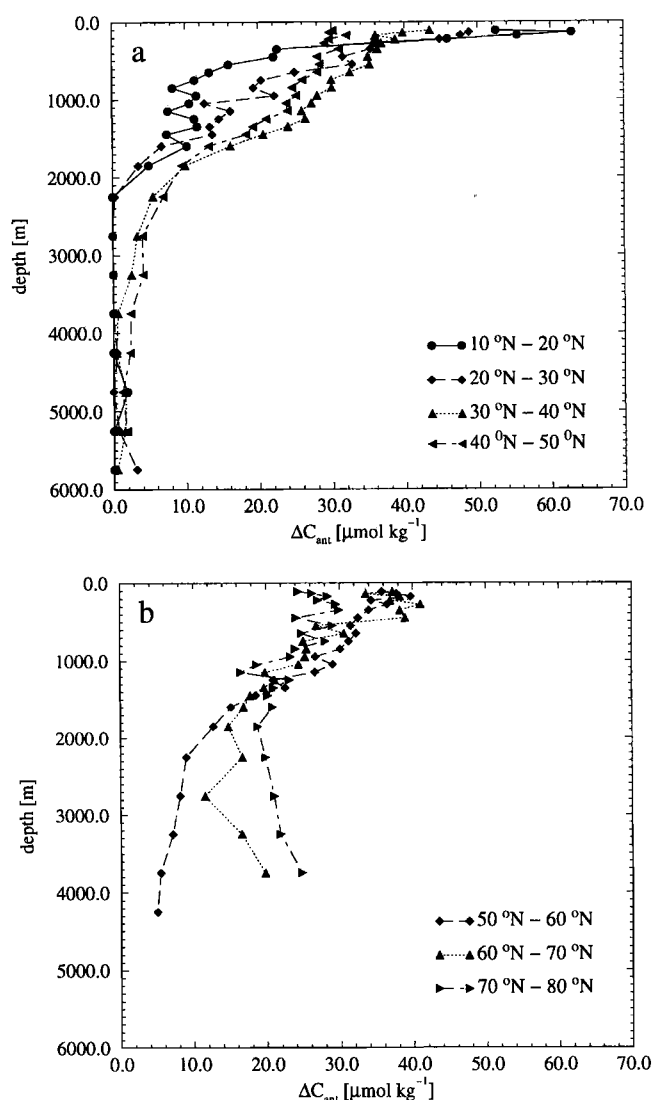 a
0.0
1000.0
2000.0
3000.0
4000.0
5000.0
6000.0
depth [m]
10 °N – 20 °N
20 °N – 30 °N
30 °N – 40 °N
40 ⁰N – 50 ⁰N
0.0 10.0 20.0 30.0 40.0 50.0 60.0 70.0
ΔC_ant [μmol kg⁻¹]
b
0.0
1000.0
2000.0
3000.0
4000.0
5000.0
6000.0
depth [m]
50 °N – 60 °N
60 °N – 70 °N
70 °N – 80 °N
0.0 10.0 20.0 30.0 40.0 50.0 60.0 70.0
ΔC_ant [μmol kg⁻¹]